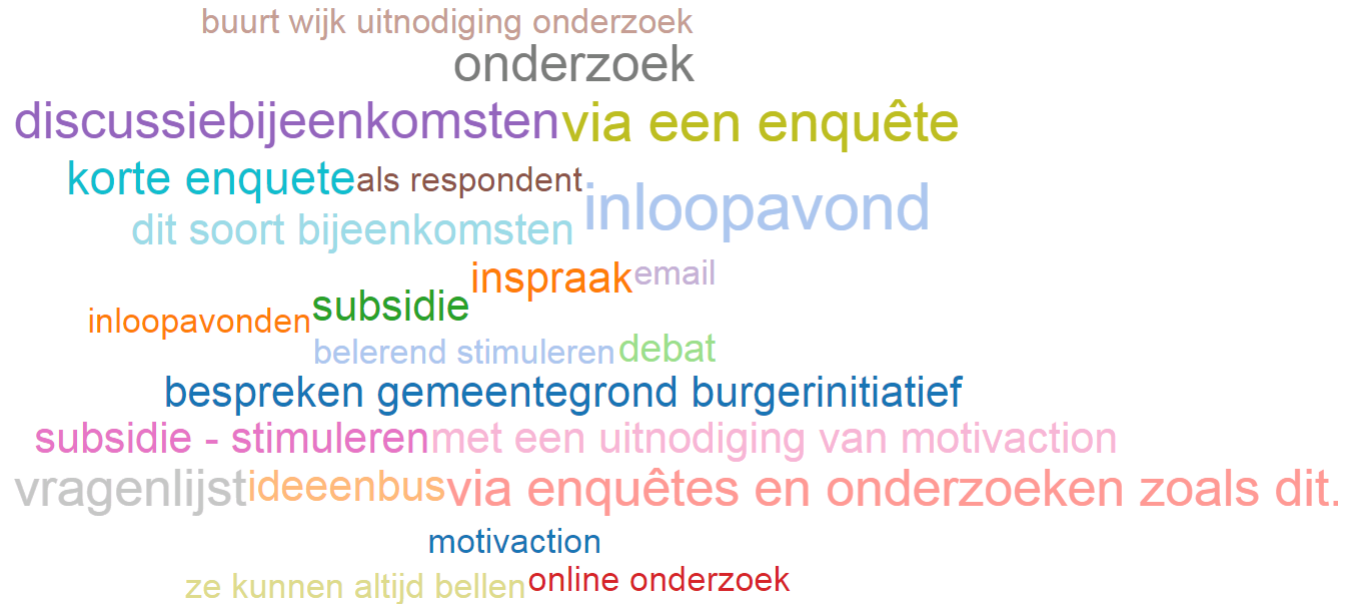 buurt wijk uitnodiging onderzoek
onderzoek
discussiebijeenkomsten via een enquête
korte enquete als respondent inloopavond
dit soort bijeenkomsten
inspraak email
inloopavonden subsidie
belerend stimuleren debat
bespreken gemeentegrond burgerinitiatief
subsidie - stimuleren met een uitnodiging van motivaction
vragenlijst ideeenbus via enquêtes en onderzoeken zoals dit.
motivaction
ze kunnen altijd bellen online onderzoek